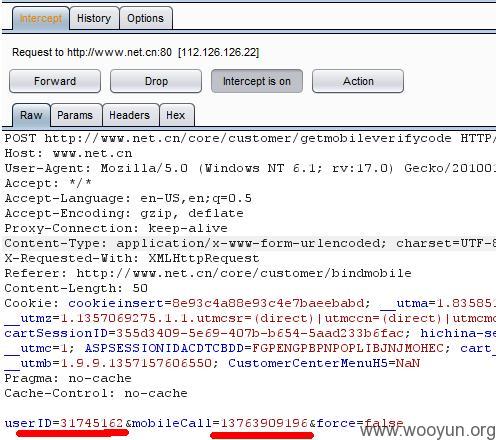 Intercept History Options
Request to http://www.net.cn:80 [112.126.126.22]
Forward Drop Intercept is on Action
Raw Params Headers Hex
POST http://www.net.cn/core/customer/getmobileverifycode HTTP/
Host: www.net.cn
User-Agent: Mozilla/5.0 (Windows NT 6.1; rv:17.0) Gecko/201001
Accept: */*
Accept-Language: en-US,en;q=0.5
Accept-Encoding: gzip, deflate
Proxy-Connection: keep-alive
Content-Type: application/x-www-form-urlencoded; charset=UTF-8
X-Requested-With: XMLHttpRequest
Referer: http://www.net.cn/core/customer/bindmobile
Content-Length: 50
Cookie: cookieinsert=8e93c4a88e93c4e7baeebabd; __utma=1.835851
__utmz=1.1357069275.1.1.utmcsr=(direct)|utmccn=(direct)|utmcmd
cartSessionID=355d3409-5e69-407b-b654-5aad233b6fac; hichina-se
__utmc=1; ASPSESSIONIDACDTCBDD=FGPENGBPNPOPLIBJNJMOHEC; cart_
__utmb=1.9.9.1357157606550; CustomerCenterMenuH5=NaN
Pragma: no-cache
Cache-Control: no-cache
userID=31745162&mobileCall=13763909196&force=false
www.wooyun.org